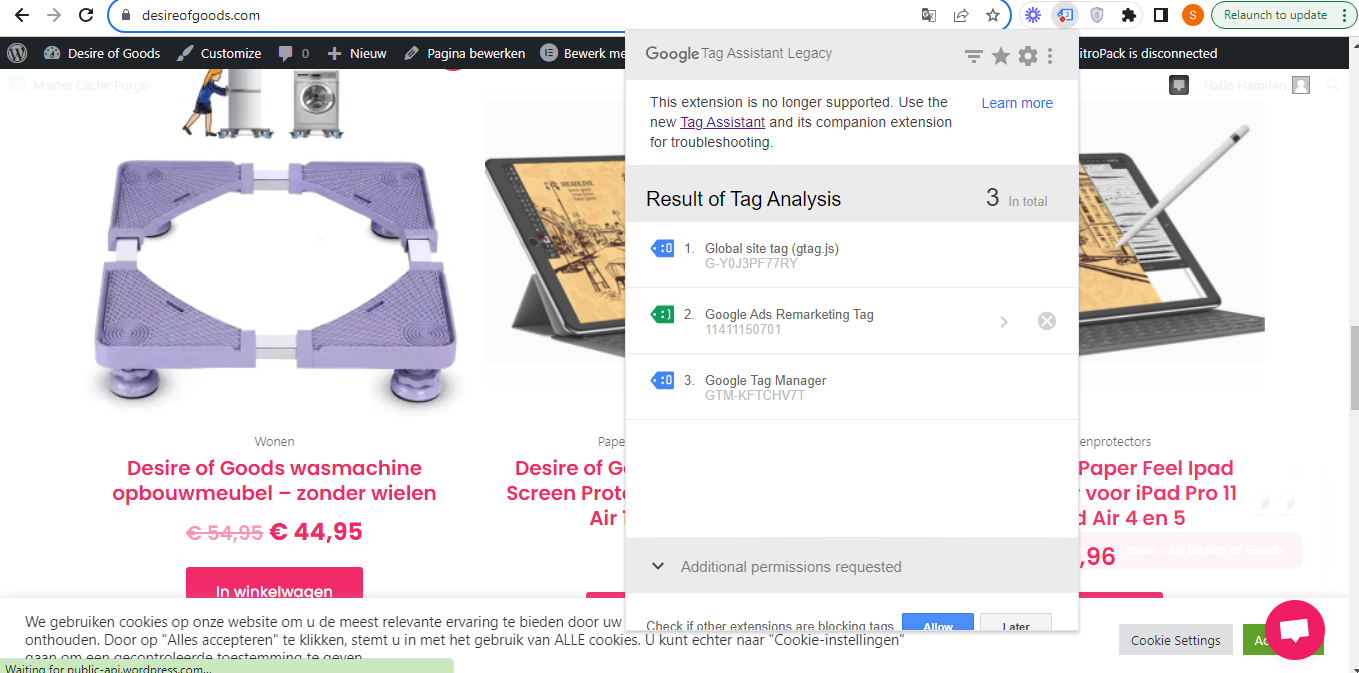 desireofgoods.com
S
Relaunch to update
Desire of Goods
Customize
0
Nieuw
Pagina bewerken
Bewerk me
itroPack is disconnected
Master Cache Purge
Hallo Hamdan
Google Tag Assistant Legacy
This extension is no longer supported. Use the
new Tag Assistant and its companion extension
for troubleshooting.
Learn more
Result of Tag Analysis
3 In total
1. Global site tag (gtag.js)
G-Y0J3PF77RY
2. Google Ads Remarketing Tag
11411150701
3. Google Tag Manager
GTM-KFTCHV7T
Additional permissions requested
Check if other extensions are blocking tags
Allow
Later
HEADLINE
Wonen
Desire of Goods wasmachine
opbouwmeubel – zonder wielen
€ 54,95 € 44,95
In winkelwagen
Pape
Desire of G
Screen Prote
Air 1
enprotectors
Paper Feel Ipad
r voor iPad Pro 11
d Air 4 en 5
,96
t team van Desire of Goods
We gebruiken cookies op onze website om u de meest relevante ervaring te bieden door uw
onthouden. Door op "Alles accepteren" te klikken, stemt u in met het gebruik van ALLE cookies. U kunt echter naar "Cookie-instellingen"
gaan om een gecontroleerde toestemming te geven.
Cookie Settings
Ac
Waiting for public-api.wordpress.com...